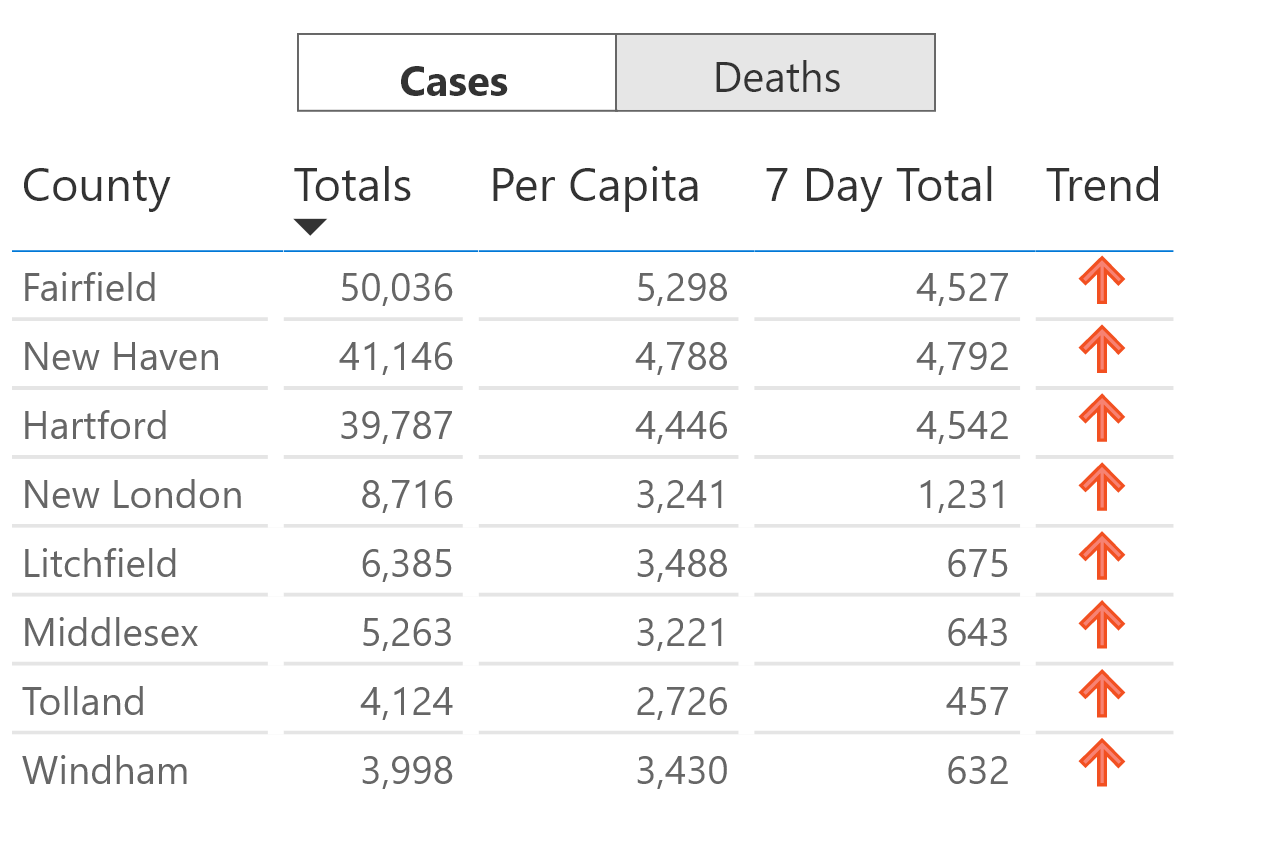 Cases Deaths
County Totals Per Capita 7 Day Total Trend
Fairfield 50,036 5,298 4,527
New Haven 41,146 4,788 4,792
Hartford 39,787 4,446 4,542
New London 8,716 3,241 1,231
Litchfield 6,385 3,488 675
Middlesex 5,263 3,221 643
Tolland 4,124 2,726 457
Windham 3,998 3,430 632